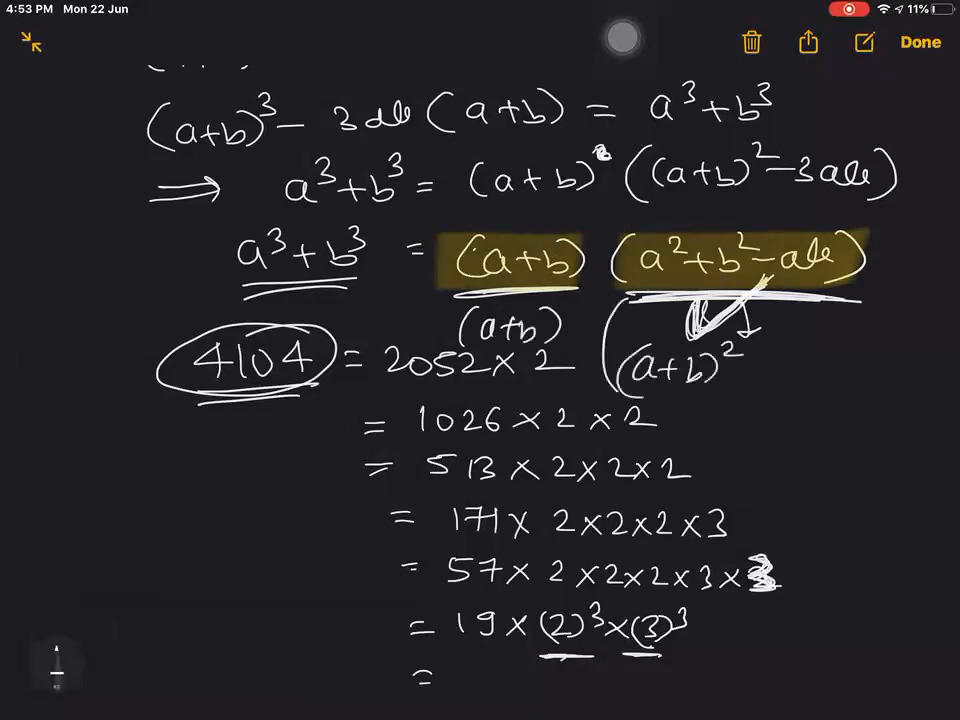 4:53 PM Mon 22 Jun 11%
Done
(a+b)³ - 3ab (a+b) = a³+b³
⟹ a³+b³ = (a+b) ((a+b)²-3ab)
a³+b³ = (a+b) (a²+b²-ab)
(a+b) ((a+b)²
4104 = 2052 × 2
= 1026 × 2 × 2
= 513 × 2 × 2 × 2
= 171 × 2 × 2 × 2 × 3
= 57 × 2 × 2 × 2 × 3 × 3
= 19 × (2)³ × (3)³
=